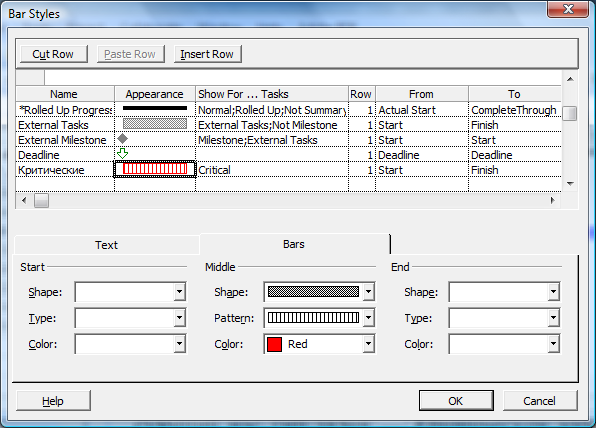 Bar Styles
Cut Row Paste Row Insert Row
Name Appearance Show For ... Tasks Row From To
*Rolled Up Progress Normal;Rolled Up;Not Summary 1 Actual Start CompleteThrough
External Tasks External Tasks;Not Milestone 1 Start Finish
External Milestone Milestone;External Tasks 1 Start Start
Deadline 1 Deadline Deadline
Критические Critical 1 Start Finish
Text Bars
Start Middle End
Shape: Shape: Shape:
Type: Pattern: Type:
Color: Color: Red Color:
Help OK Cancel